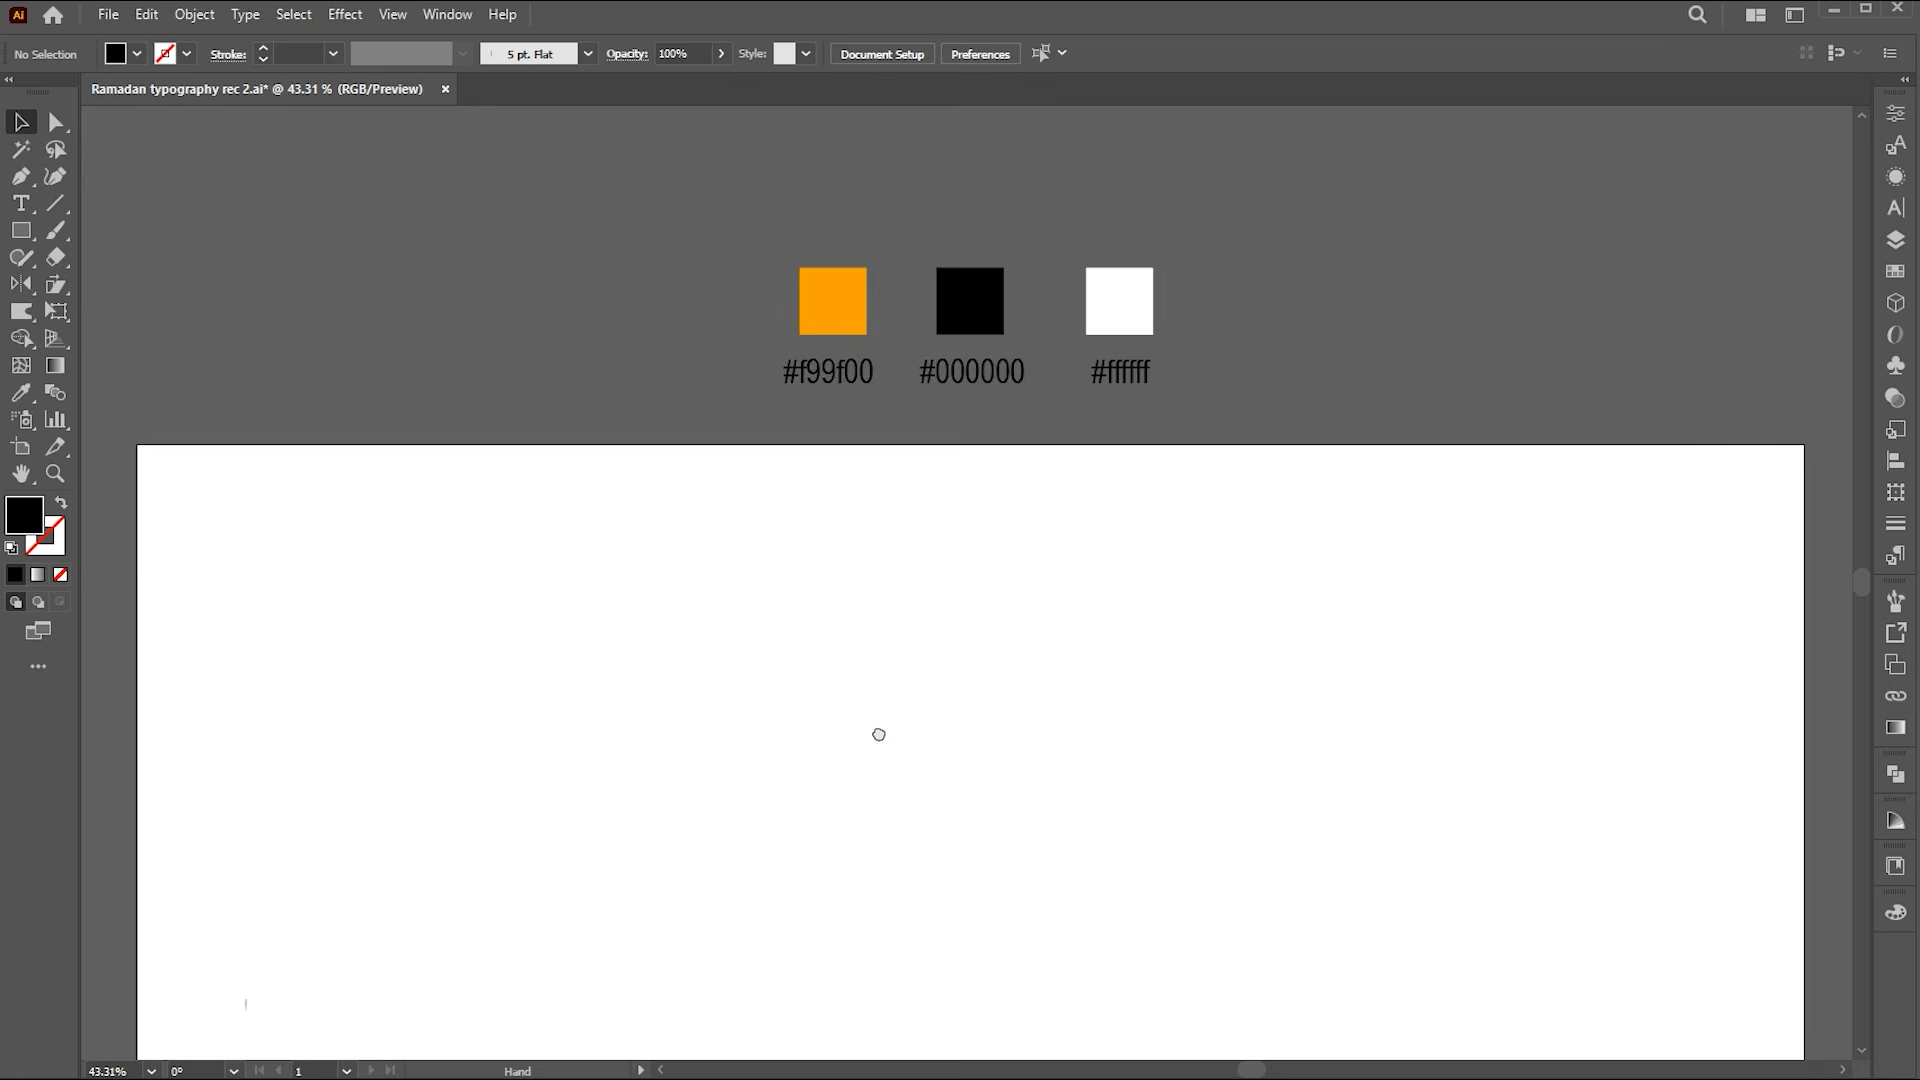 Ai File Edit Object Type Select Effect View Window Help
No Selection Stroke: 5 pt. Flat Opacity: 100% Style: Document Setup Preferences
Ramadan typography rec 2.ai* @ 43.31 % (RGB/Preview) ×
#f99f00 #000000 #ffffff
43.31% 0° 1 Hand